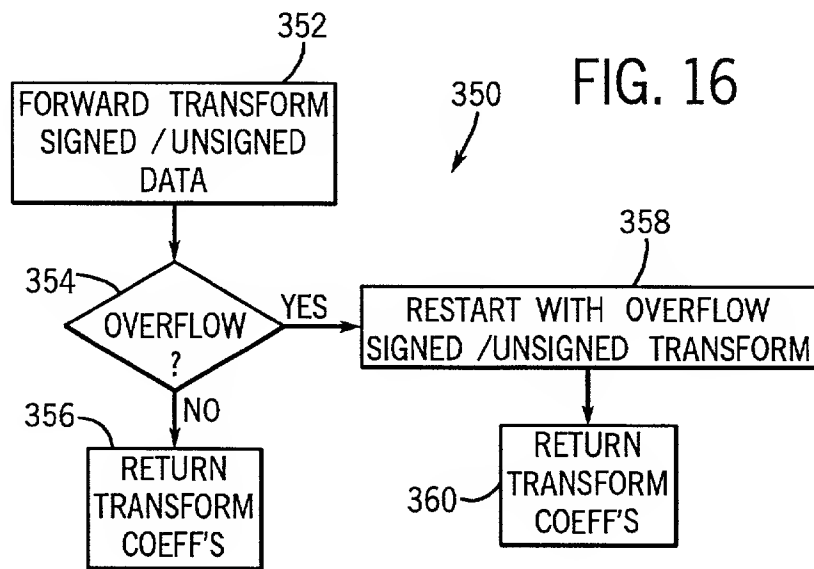 352
FORWARD TRANSFORM
SIGNED / UNSIGNED
DATA
350
FIG. 16
354
OVERFLOW
?
YES
358
RESTART WITH OVERFLOW
SIGNED / UNSIGNED TRANSFORM
NO
356
RETURN
TRANSFORM
COEFF'S
360
RETURN
TRANSFORM
COEFF'S